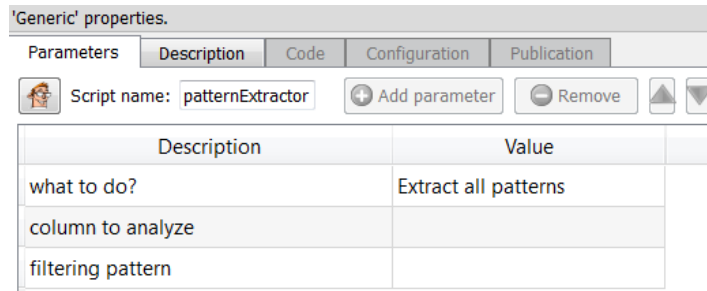 'Generic' properties.
Parameters Description Code Configuration Publication
Script name: patternExtractor Add parameter Remove
Description Value
what to do? Extract all patterns
column to analyze
filtering pattern